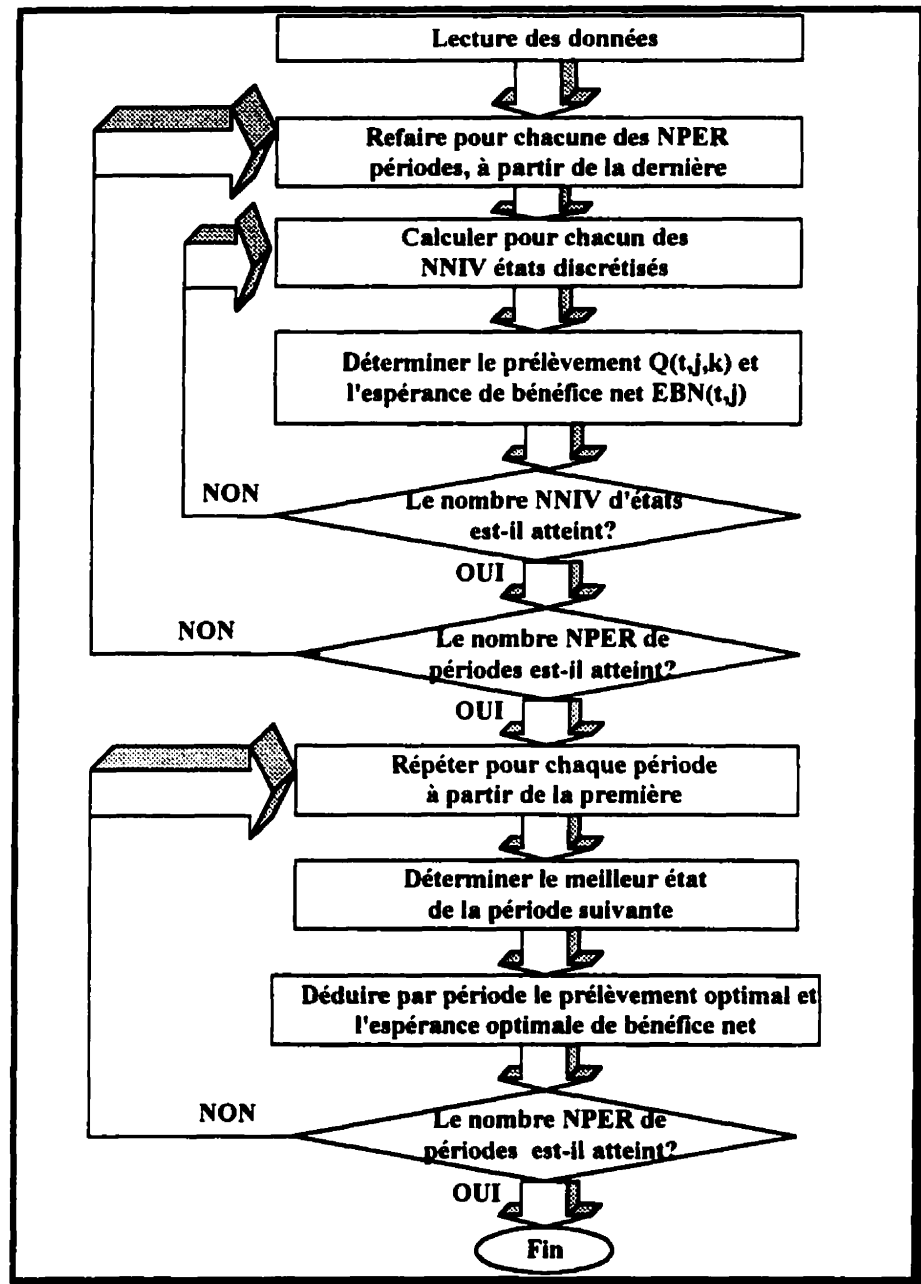 Lecture des données
Refaire pour chacune des NPER
périodes, à partir de la dernière
Calculer pour chacun des
NNIV états discrétisés
Déterminer le prélèvement Q(t,j,k) et
l'espérance de bénéfice net EBN(t,j)
NON
Le nombre NNIV d'états
est-il atteint?
OUI
NON
Le nombre NPER de
périodes est-il atteint?
OUI
Répéter pour chaque période
à partir de la première
Déterminer le meilleur état
de la période suivante
Déduire par période le prélèvement optimal et
l'espérance optimale de bénéfice net
NON
Le nombre NPER de
périodes est-il atteint?
OUI
Fin